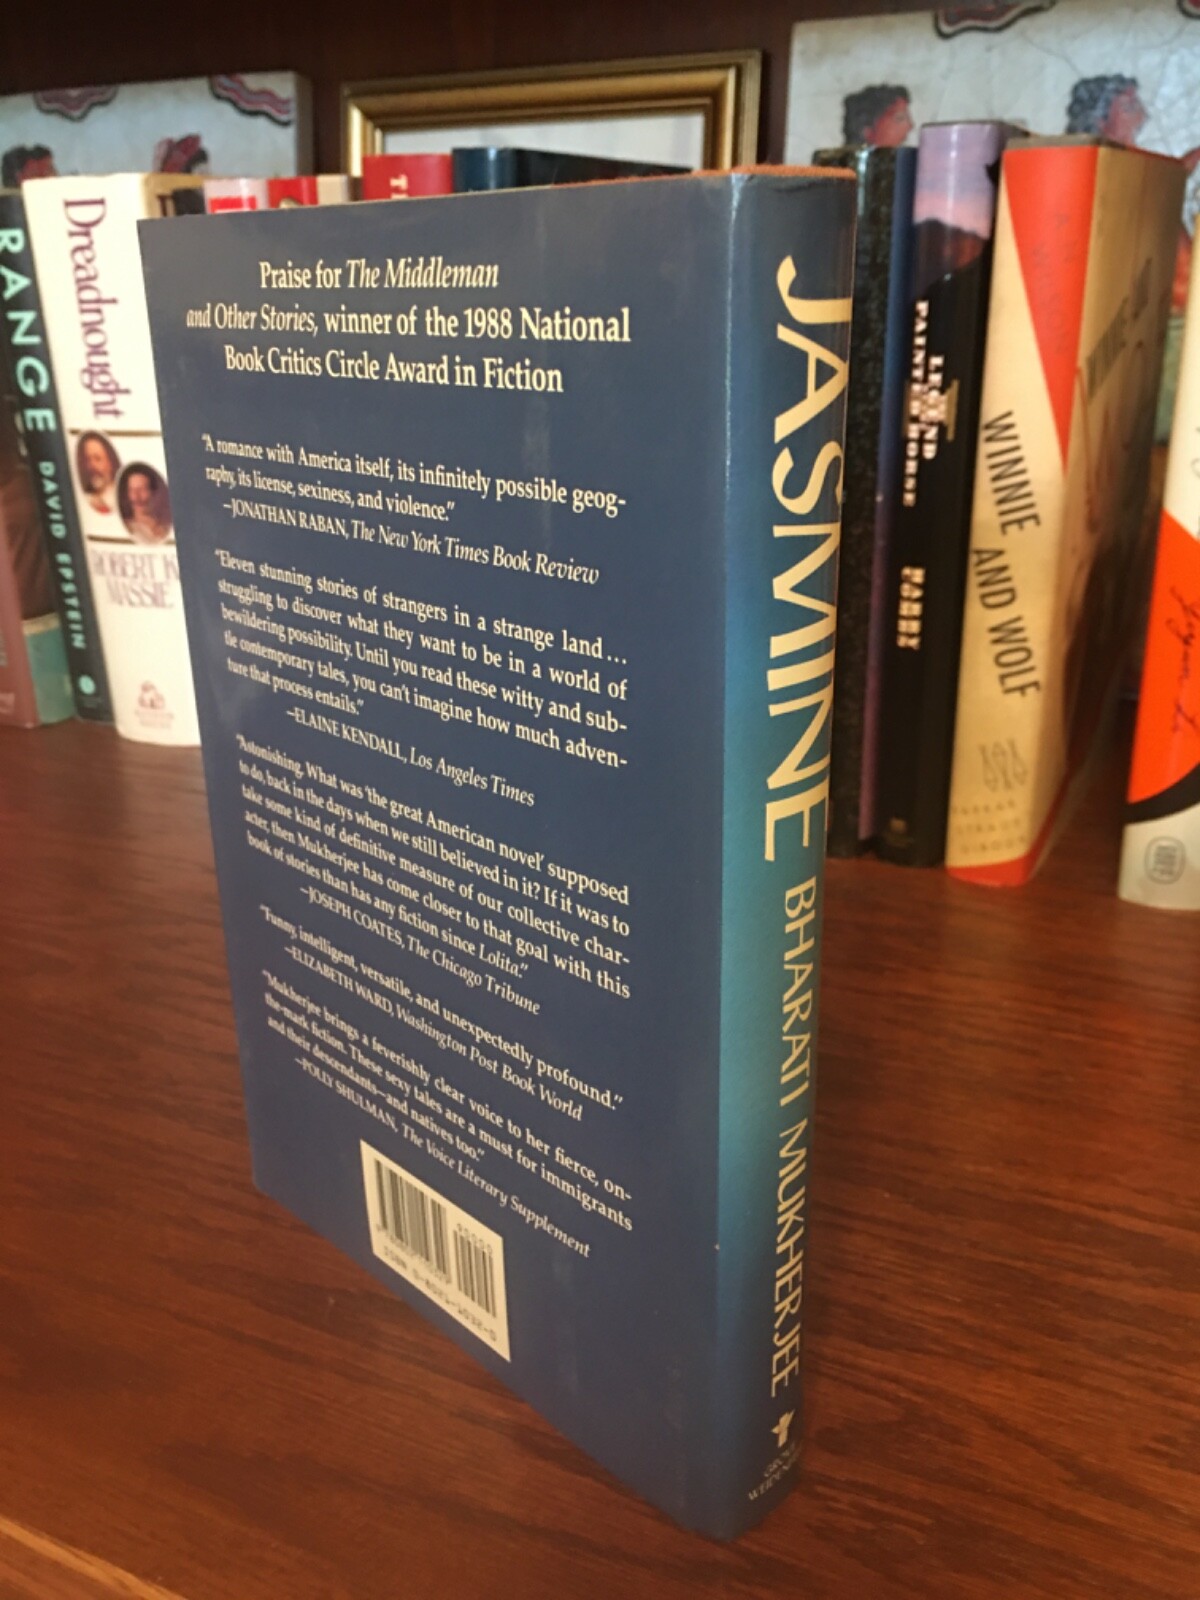 Praise for The Middleman
and Other Stories, winner of the 1988 National
Book Critics Circle Award in Fiction
"A romance with America itself, its infinitely possible geog-
raphy, its license, sexiness, and violence."
—JONATHAN RABAN, The New York Times Book Review
"Eleven stunning stories of strangers in a strange land...
struggling to discover what they want to be in a world of
bewildering possibility. Until you read these witty and sub-
tle contemporary tales, you can't imagine how much adven-
ture that process entails."
—ELAINE KENDALL, Los Angeles Times
"Astonishing. What was 'the great American novel' supposed
to do, back in the days when we still believed in it? If it was to
take some kind of definitive measure of our collective char-
acter, then Mukherjee has come closer to that goal with this
book of stories than has any fiction since Lolita."
—JOSEPH COATES, The Chicago Tribune
"Funny, intelligent, versatile, and unexpectedly profound."
—ELIZABETH WARD, Washington Post Book World
"Mukherjee brings a feverishly clear voice to her fierce, on-
the-mark fiction. These sexy tales are a must for immigrants
and their descendants—and natives too."
—POLLY SHULMAN, The Voice Literary Supplement
90000
JASMINE BHARATI MUKHERJEE
GROVE
RANGE DAVID EPSTEIN
Dreadnought
ROBERT K.
MASSIE
LEGEND
PAINTED HORSE
HARRY
WINNIE AND WOLF
A.N.
WILSON
FARRAR
STRAUS
GIROUX